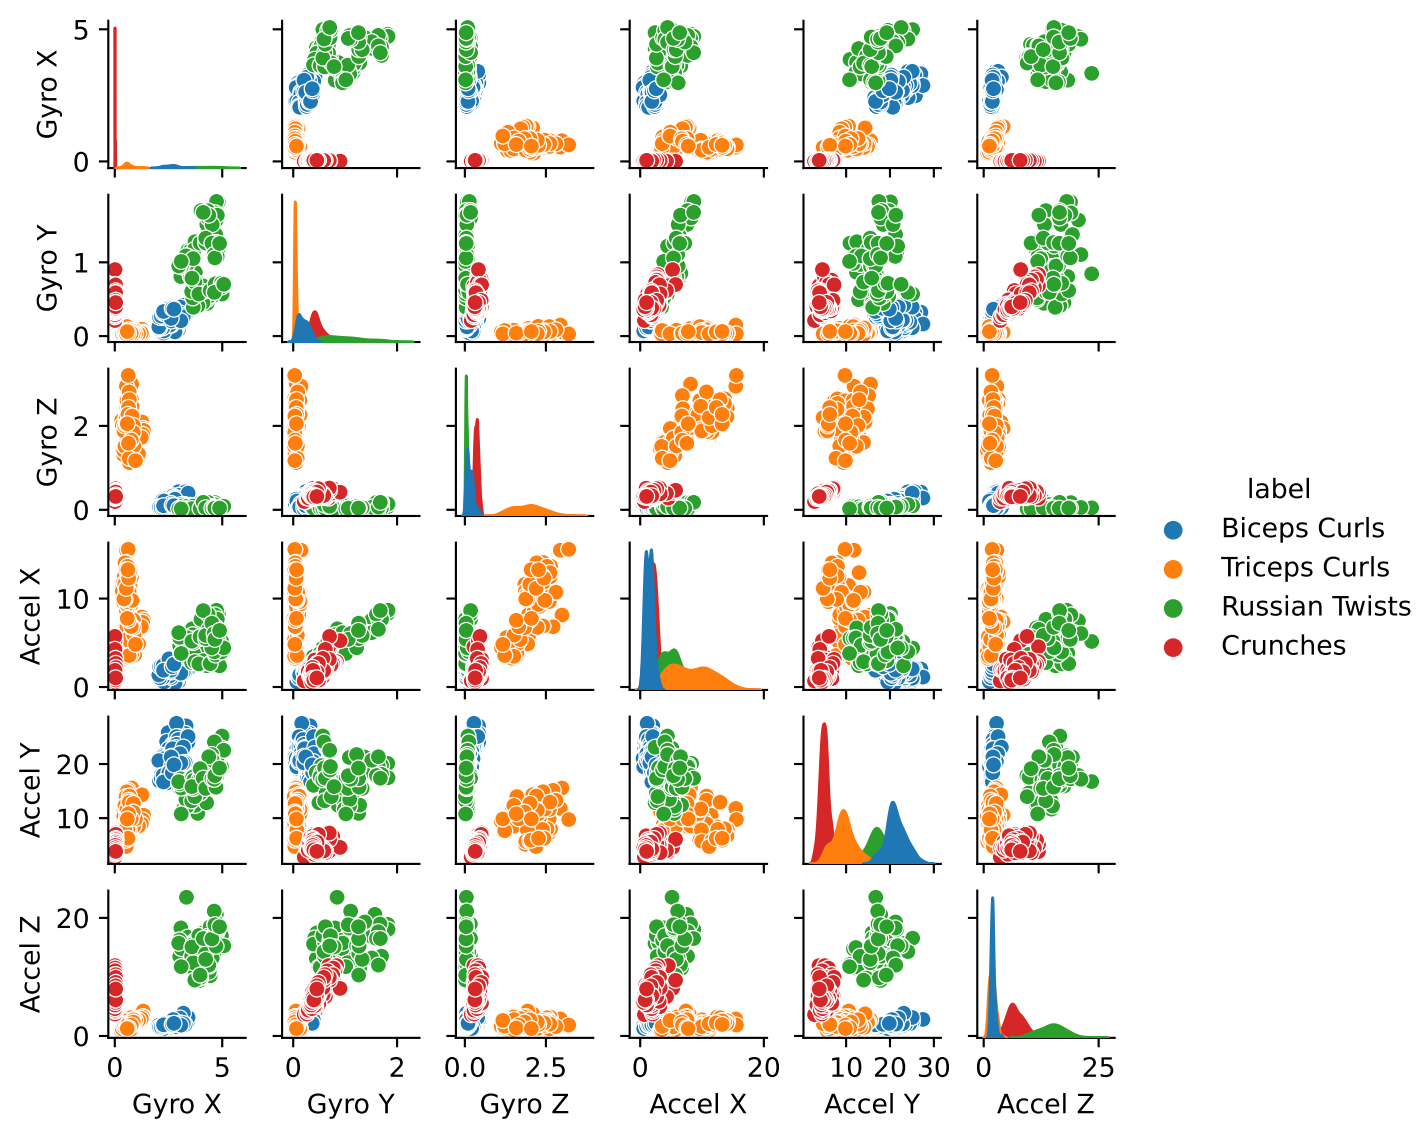 Gyro X
5
0
Gyro Y
1
0
Gyro Z
2
0
Accel X
10
0
Accel Y
20
10
Accel Z
20
0
0 5
0 2
0.0 2.5
0 20
10 20 30
0 25
Gyro X Gyro Y Gyro Z Accel X Accel Y Accel Z
label
Biceps Curls
Triceps Curls
Russian Twists
Crunches